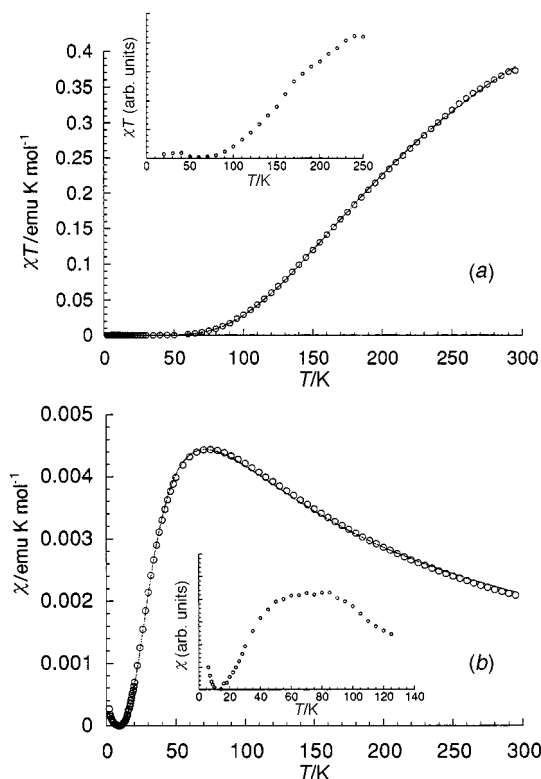 0.4
0.35
0.3
0.25
0.2
0.15
0.1
0.05
0
χT/emu K mol⁻¹
χT (arb. units)
0 50 100 150 200 250
T/K
(a)
0 50 100 150 200 250 300
T/K
0.005
0.004
0.003
0.002
0.001
0
χ/emu K mol⁻¹
χ (arb. units)
0 20 40 60 80 100 120 140
T/K
(b)
0 50 100 150 200 250 300
T/K